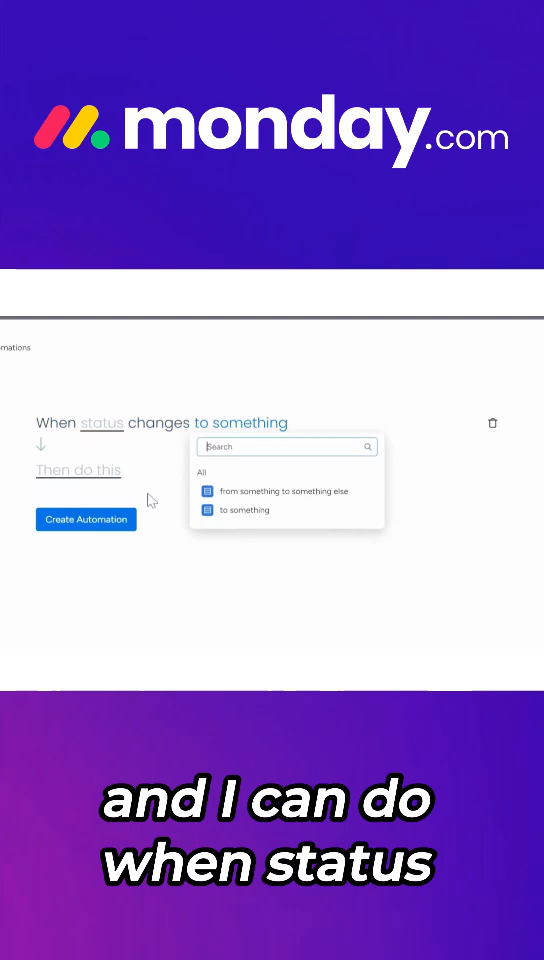 monday.com
mations
When status changes to something
Search
Then do this
All
from something to something else
to something
Create Automation
and I can do
when status